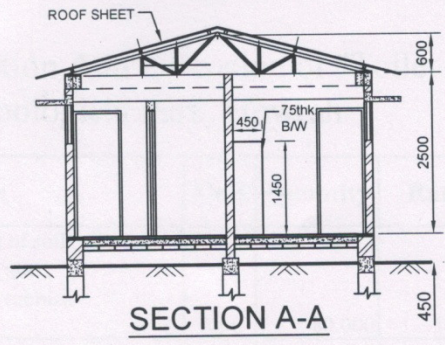 ROOF SHEET
600
75thk
450 B/W
2500
1450
SECTION A-A
450